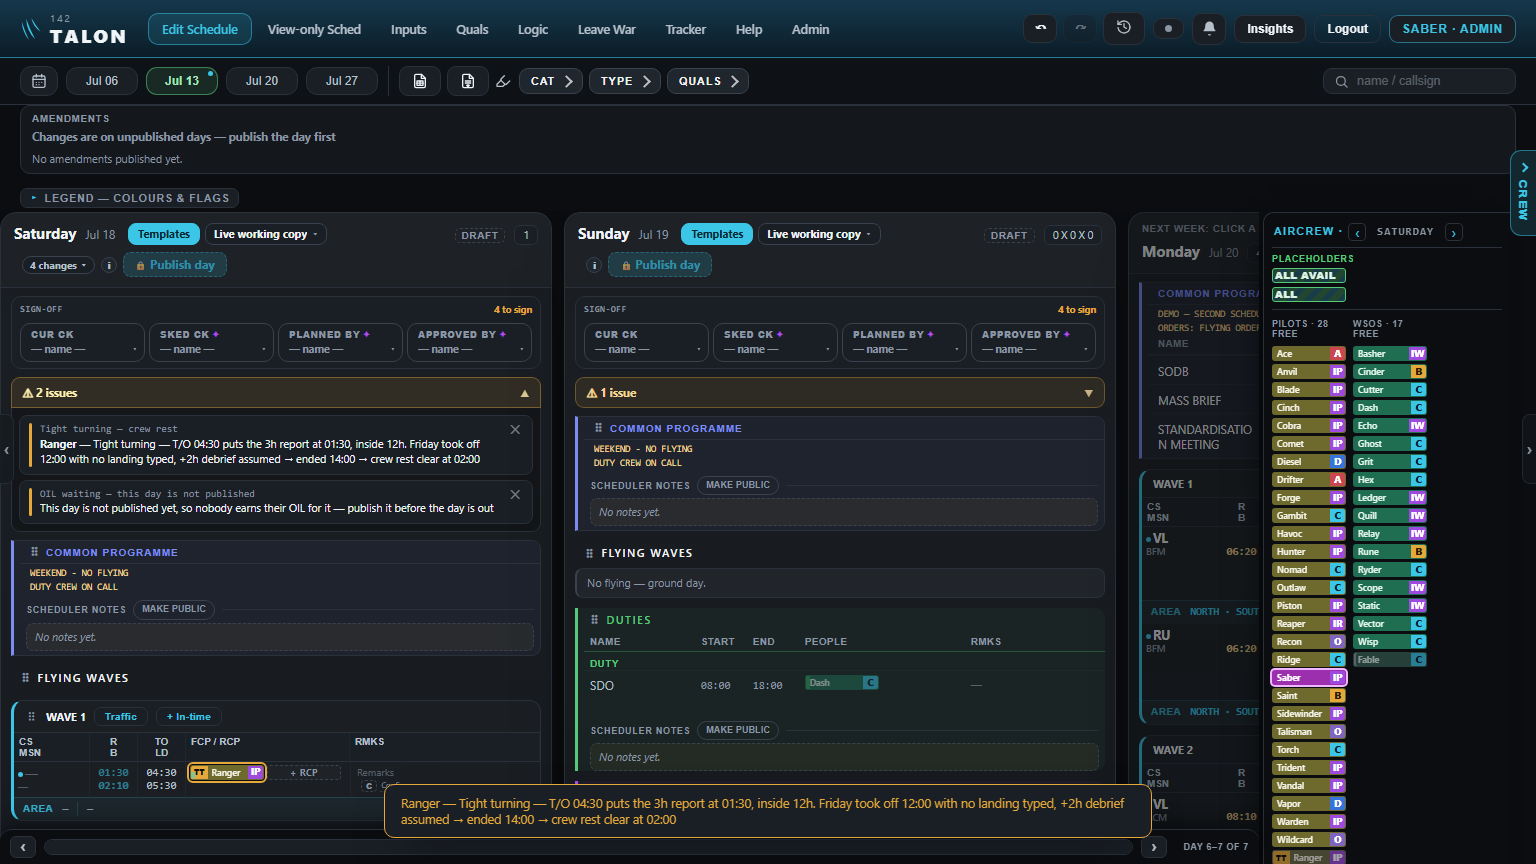 142
TALON
Edit Schedule
View-only Sched
Inputs
Quals
Logic
Leave War
Tracker
Help
Admin
Insights
Logout
SABER · ADMIN
Jul 06
Jul 13
Jul 20
Jul 27
CAT
TYPE
QUALS
name / callsign
AMENDMENTS
Changes are on unpublished days — publish the day first
No amendments published yet.
LEGEND — COLOURS & FLAGS
CREW
Saturday Jul 18
Templates
Live working copy
DRAFT
1
4 changes
i
Publish day
SIGN-OFF
4 to sign
CUR CK
— name —
SKED CK
— name —
PLANNED BY
— name —
APPROVED BY
— name —
2 issues
Tight turning — crew rest
Ranger — Tight turning — T/O 04:30 puts the 3h report at 01:30, inside 12h. Friday took off
12:00 with no landing typed, +2h debrief assumed → ended 14:00 → crew rest clear at 02:00
OIL waiting — this day is not published
This day is not published yet, so nobody earns their OIL for it — publish it before the day is out
COMMON PROGRAMME
WEEKEND - NO FLYING
DUTY CREW ON CALL
SCHEDULER NOTES
MAKE PUBLIC
No notes yet.
FLYING WAVES
WAVE 1
Traffic
+ In-time
CS
MSN
R
B
TO
LD
FCP / RCP
RMKS
—
—
01:30
02:10
04:30
05:30
TT Ranger IP
+ RCP
Remarks
C
AREA — —
Sunday Jul 19
Templates
Live working copy
DRAFT
0X0X0
i
Publish day
SIGN-OFF
4 to sign
CUR CK
— name —
SKED CK
— name —
PLANNED BY
— name —
APPROVED BY
— name —
1 issue
COMMON PROGRAMME
WEEKEND - NO FLYING
DUTY CREW ON CALL
SCHEDULER NOTES
MAKE PUBLIC
No notes yet.
FLYING WAVES
No flying — ground day.
DUTIES
NAME START END PEOPLE RMKS
DUTY
SDO 08:00 18:00 Dash C —
SCHEDULER NOTES
MAKE PUBLIC
No notes yet.
NEXT WEEK: CLICK A
Monday Jul 20
COMMON PROGRA
DEMO — SECOND SCHEDU
ORDERS: FLYING ORDER
NAME
SODB
MASS BRIEF
STANDARDISATIO
N MEETING
WAVE 1
CS
MSN
R
B
VL
BFM
06:20
AREA NORTH · SOUT
RU
BFM
06:20
AREA NORTH · SOUT
WAVE 2
CS
MSN
R
B
VL
CM
08:10
AIRCREW ·
SATURDAY
PLACEHOLDERS
ALL AVAIL
ALL
PILOTS · 28
FREE
WSOS · 17
FREE
Ace A
Anvil IP
Blade IP
Cinch IP
Cobra IP
Comet IP
Diesel D
Drifter A
Forge IP
Gambit C
Havoc IP
Hunter IP
Nomad C
Outlaw C
Piston IP
Reaper IR
Recon O
Ridge C
Saber IP
Saint B
Sidewinder IP
Talisman O
Torch C
Trident IP
Vandal IP
Vapor D
Warden IP
Wildcard O
TT Ranger IP
Basher IW
Cinder B
Cutter C
Dash C
Echo IW
Ghost C
Grit C
Hex C
Ledger IW
Quill IW
Relay IW
Rune B
Ryder C
Scope IW
Static IW
Vector C
Wisp C
Fable C
Ranger — Tight turning — T/O 04:30 puts the 3h report at 01:30, inside 12h. Friday took off 12:00 with no landing typed, +2h debrief
assumed → ended 14:00 → crew rest clear at 02:00
DAY 6–7 OF 7